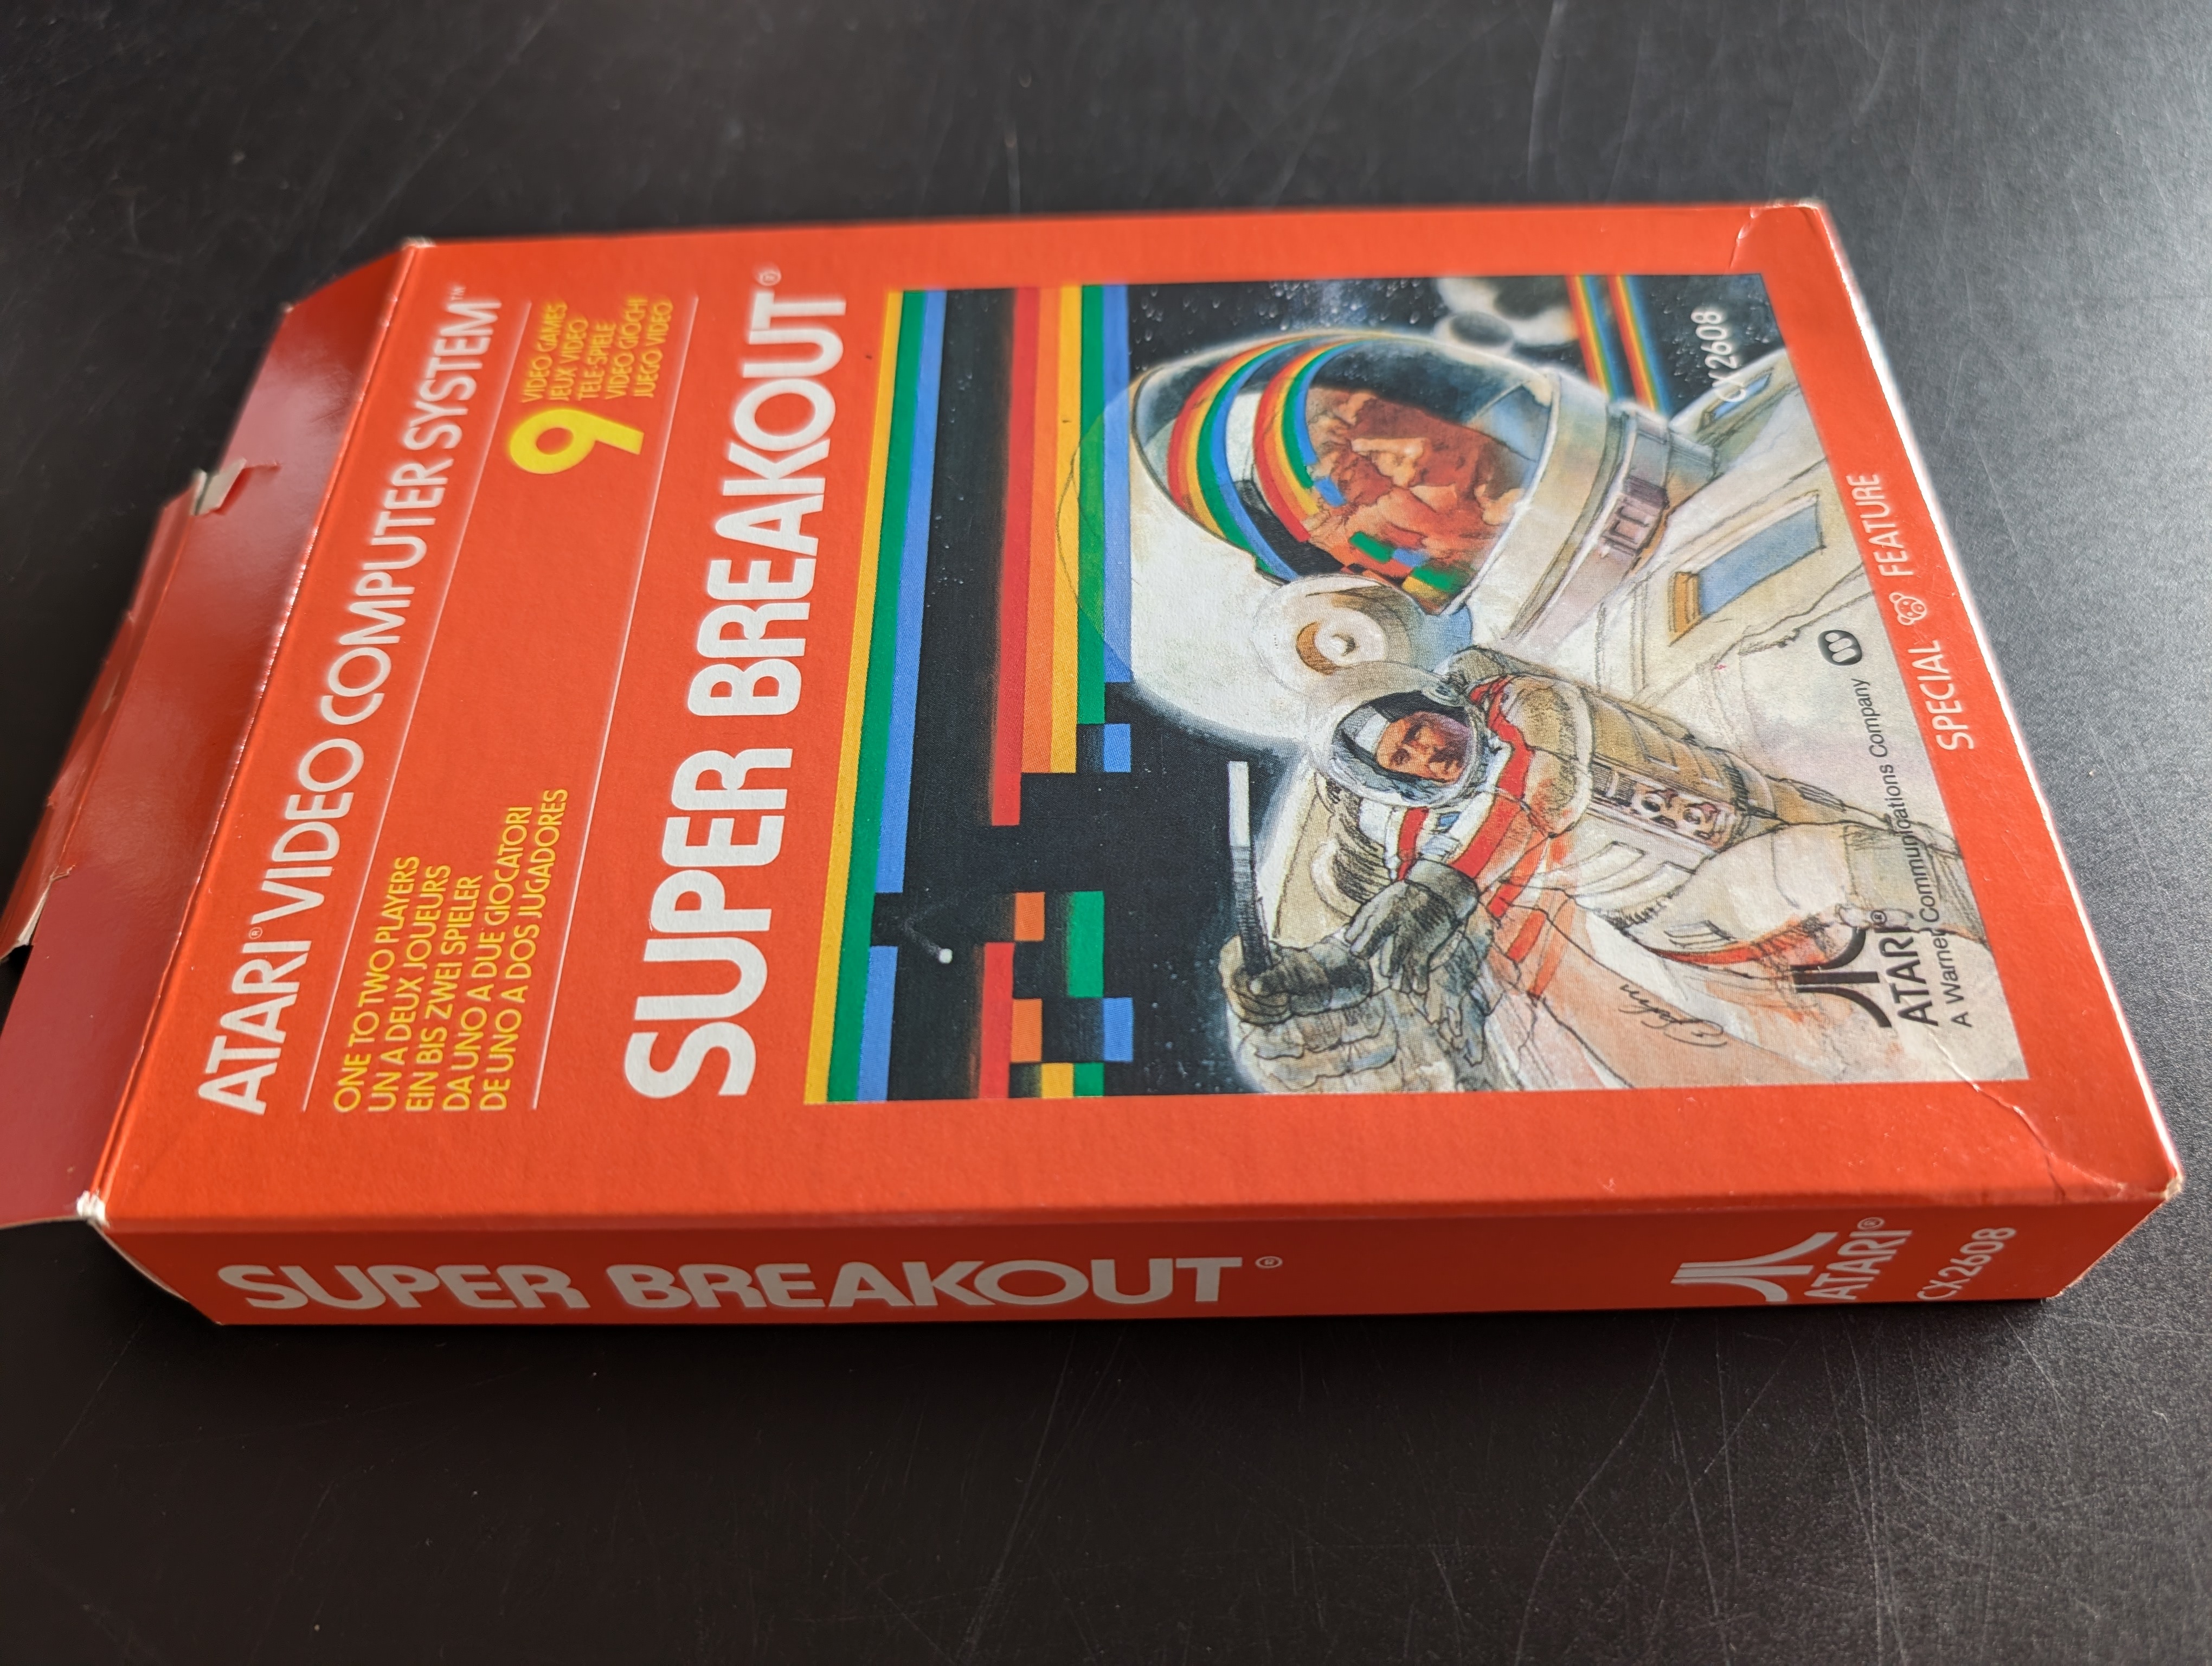 ATARI® VIDEO COMPUTER SYSTEM™
ONE TO TWO PLAYERS
UN A DEUX JOUEURS
EIN BIS ZWEI SPIELER
DA UNO A DUE GIOCATORI
DE UNO A DOS JUGADORES
9
VIDEO GAMES
JEUX VIDEO
TELE-SPIELE
VIDEO GIOCHI
JUEGO VIDEO
SUPER BREAKOUT®
CX2608
ATARI®
A Warner Communications Company
SPECIAL FEATURE
SUPER BREAKOUT®
ATARI®
CX2608